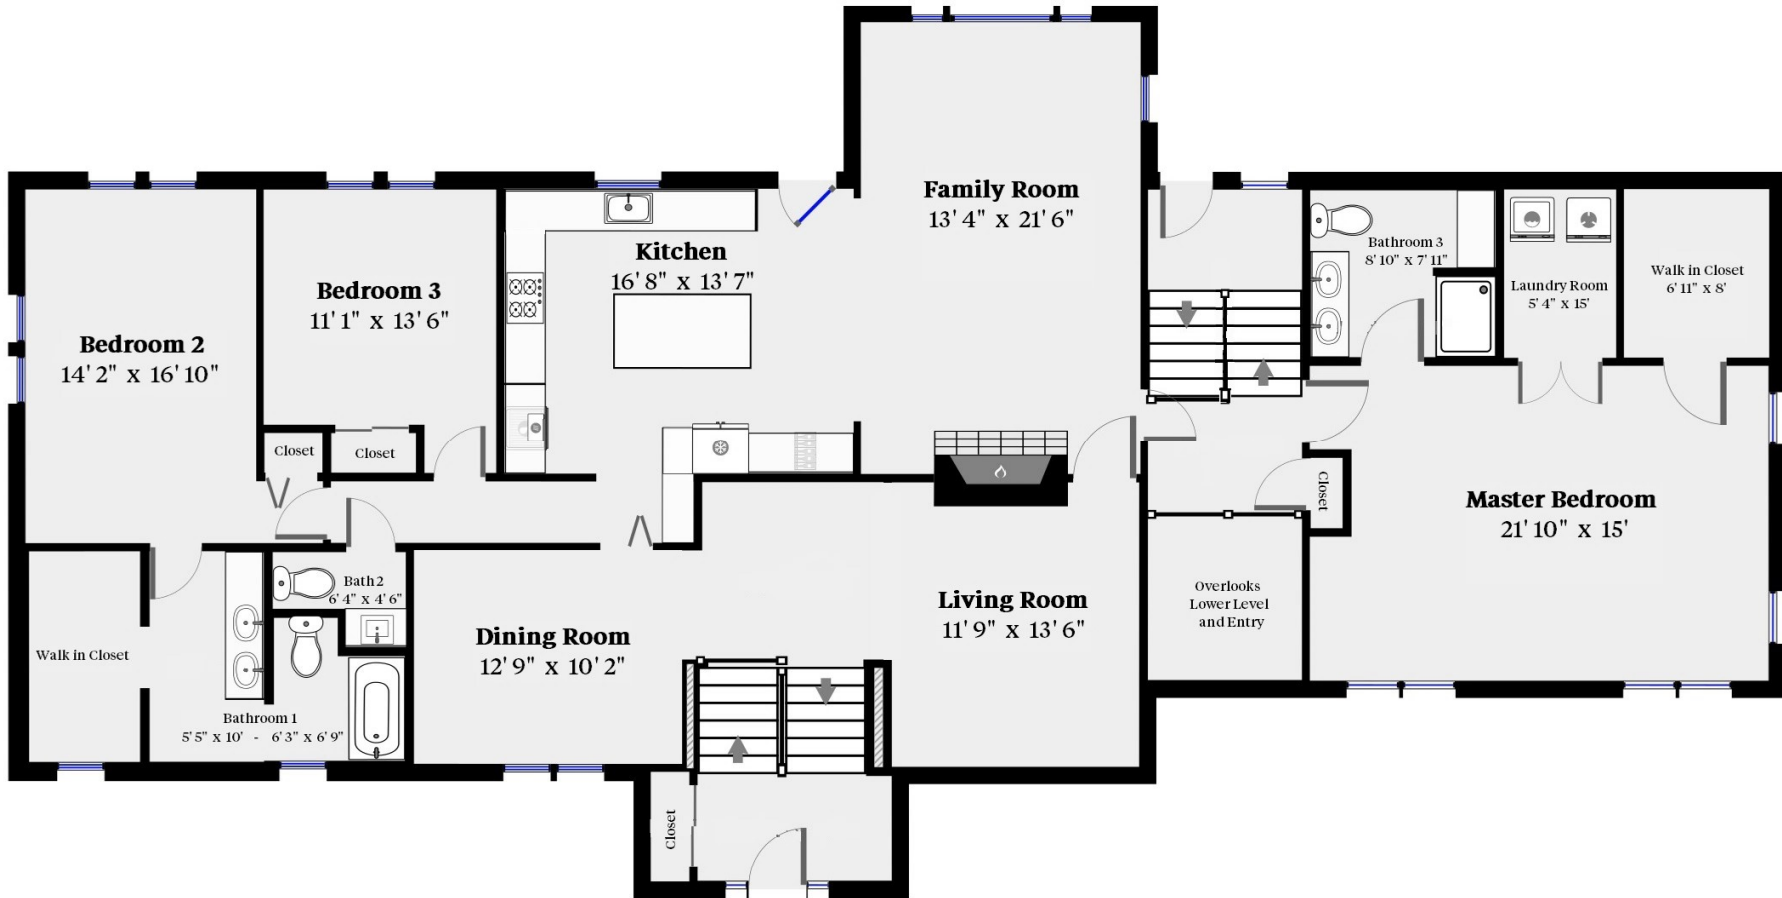 Family Room
13' 4" x 21' 6"
Kitchen
16' 8" x 13' 7"
Bedroom 3
11' 1" x 13' 6"
Bedroom 2
14' 2" x 16' 10"
Closet
Closet
Bathroom 3
8' 10" x 7' 11"
Laundry Room
5' 4" x 15'
Walk in Closet
6' 11" x 8'
Closet
Master Bedroom
21' 10" x 15'
Overlooks
Lower Level
and Entry
Bath 2
6' 4" x 4' 6"
Living Room
11' 9" x 13' 6"
Dining Room
12' 9" x 10' 2"
Walk in Closet
Bathroom 1
5' 5" x 10' - 6' 3" x 6' 9"
Closet